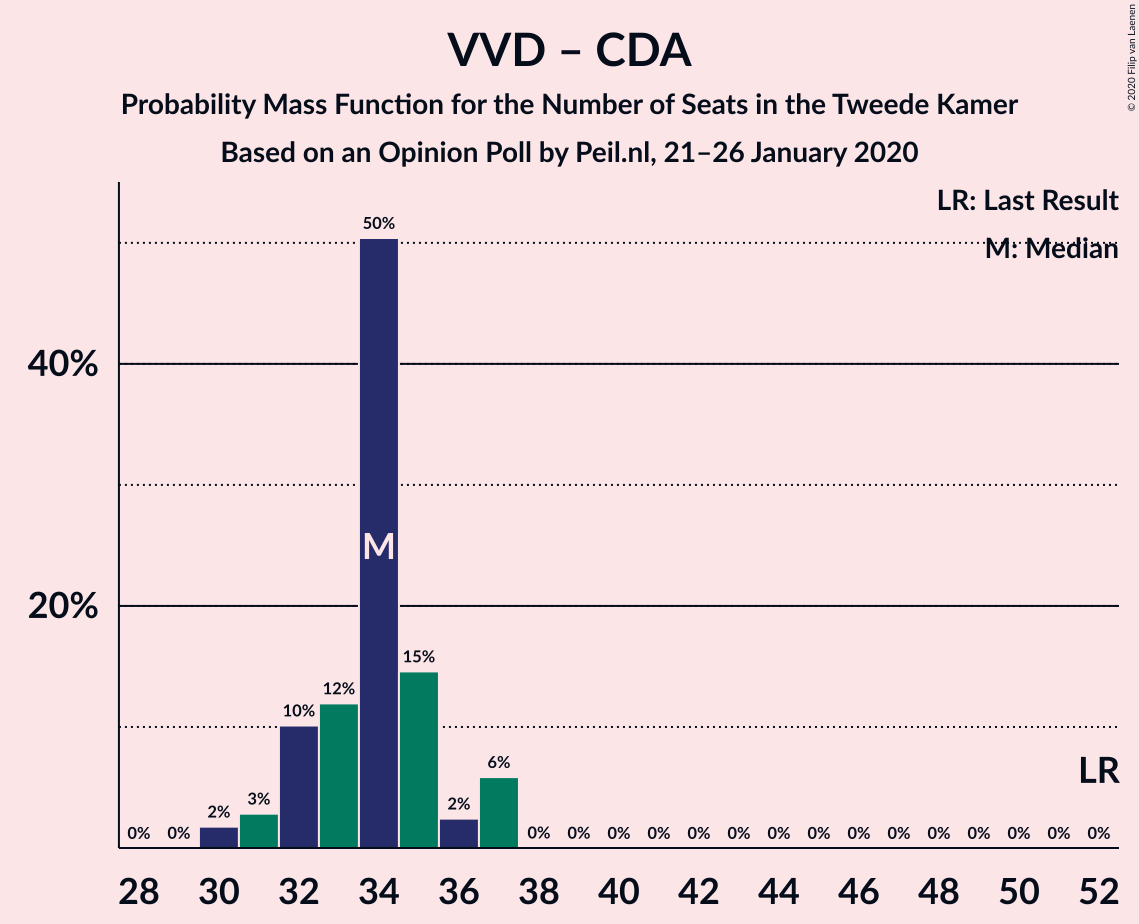 VVD – CDA
Probability Mass Function for the Number of Seats in the Tweede Kamer
Based on an Opinion Poll by Peil.nl, 21–26 January 2020
© 2020 Filip van Laenen
LR: Last Result
M: Median
50%
40%
M
20%
15%
12%
10%
LR
6%
3%
2%
2%
0% 0% 0% 0% 0% 0% 0% 0% 0% 0% 0% 0% 0% 0% 0% 0% 0%
28 30 32 34 36 38 40 42 44 46 48 50 52